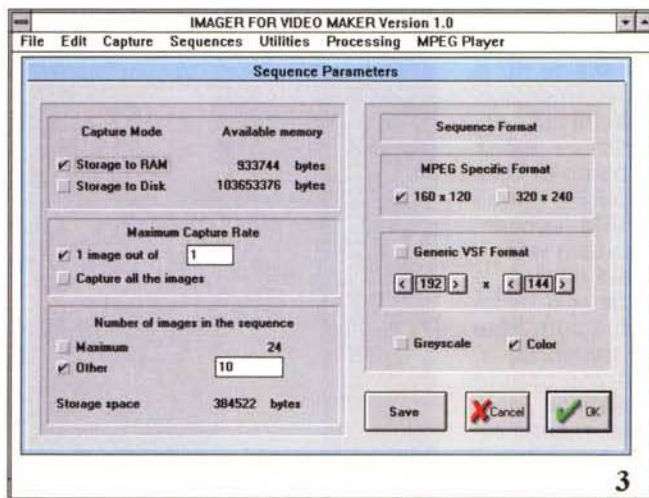 IMAGER FOR VIDEO MAKER Version 1.0
File Edit Capture Sequences Utilities Processing MPEG Player
Sequence Parameters
Capture Mode Available memory
Storage to RAM 933744 bytes
Storage to Disk 103653376 bytes
Maximum Capture Rate
1 image out of 1
Capture all the images
Number of images in the sequence
Maximum 24
Other 10
Storage space 384522 bytes
Sequence Format
MPEG Specific Format
160 x 120 320 x 240
Generic VSF Format
< 192 > x < 144 >
Greyscale Color
Save Cancel OK
3